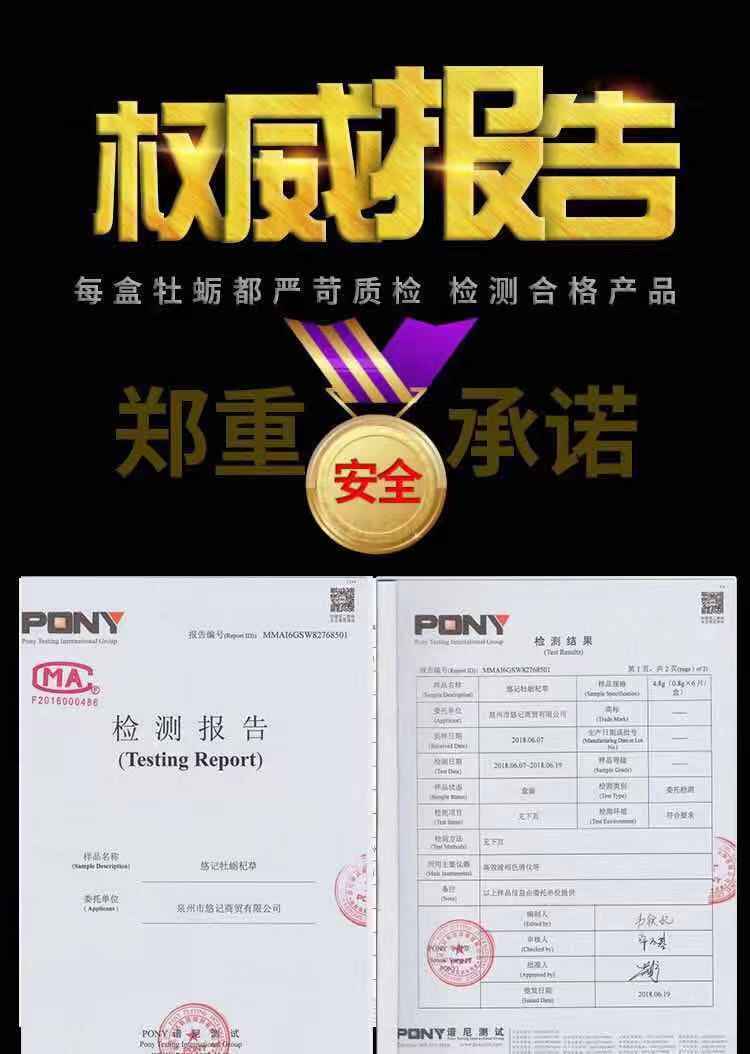 权威报告
每盒牡蛎都严苛质检 检测合格产品
郑重 承诺
安全
PONY
Pony Testing International Group
报告编号(Report ID): MMAI6GSW82768501
MA
F2016000486
检测报告
(Testing Report)
样品名称
(Sample Description)
悠记牡蛎杞草
委托单位
(Applicant)
泉州市悠记商贸有限公司
PONY 谱尼测试
Pony Testing International Group
PONY
Pony Testing International Group
检测结果
(Test Results)
报告编号(Report ID): MMAI6GSW82768501 第 1 页，共 2 页(page 1 of 2)
样品名称
(Sample Description)
悠记牡蛎杞草
样品规格
(Sample Specification)
4.8g（0.8g×6 片/盒）
委托单位
(Applicant)
泉州市悠记商贸有限公司
商标
(Trade Mark)
——
收样日期
(Received Date)
2018.06.07
生产日期或批号
(Manufacturing Date or Lot No.)
——
检测日期
(Test Date)
2018.06.07~2018.06.19
样品等级
(Sample Grade)
——
样品状态
(Sample Status)
盒装
检测类别
(Test Type)
委托检测
检测项目
(Test Items)
见下页
检测环境
(Test Environment)
符合要求
检测方法
(Test Methods)
见下页
所用主要仪器
(Main Instruments)
高效液相色谱仪等
备注
(Note)
以上样品信息由委托单位提供
编制人
(Edited by)
审核人
(Checked by)
批准人
(Approved by)
签发日期
(Issued Date)
2018.06.19
PONY 谱尼测试